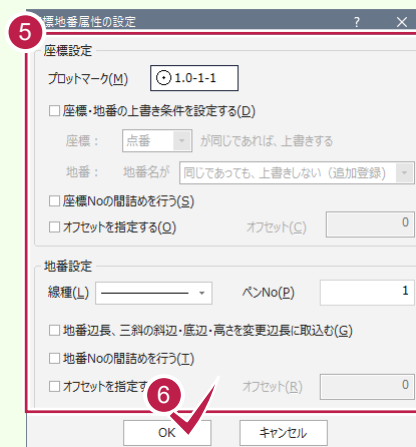 5
標地番属性の設定 ? ×
座標設定
プロットマーク(M) 1.0-1-1
座標・地番の上書き条件を設定する(D)
座標： 点番 が同じであれば、上書きする
地番： 地番名が 同じであっても、上書きしない（追加登録）
座標Noの間詰めを行う(S)
オフセットを指定する(O) オフセット(C) 0
地番設定
線種(L) ペンNo(P) 1
地番辺長、三斜の斜辺・底辺・高さを変更辺長に取込む(G)
地番Noの間詰めを行う(T)
オフセットを指定す オフセット(R) 0
6
OK キャンセル